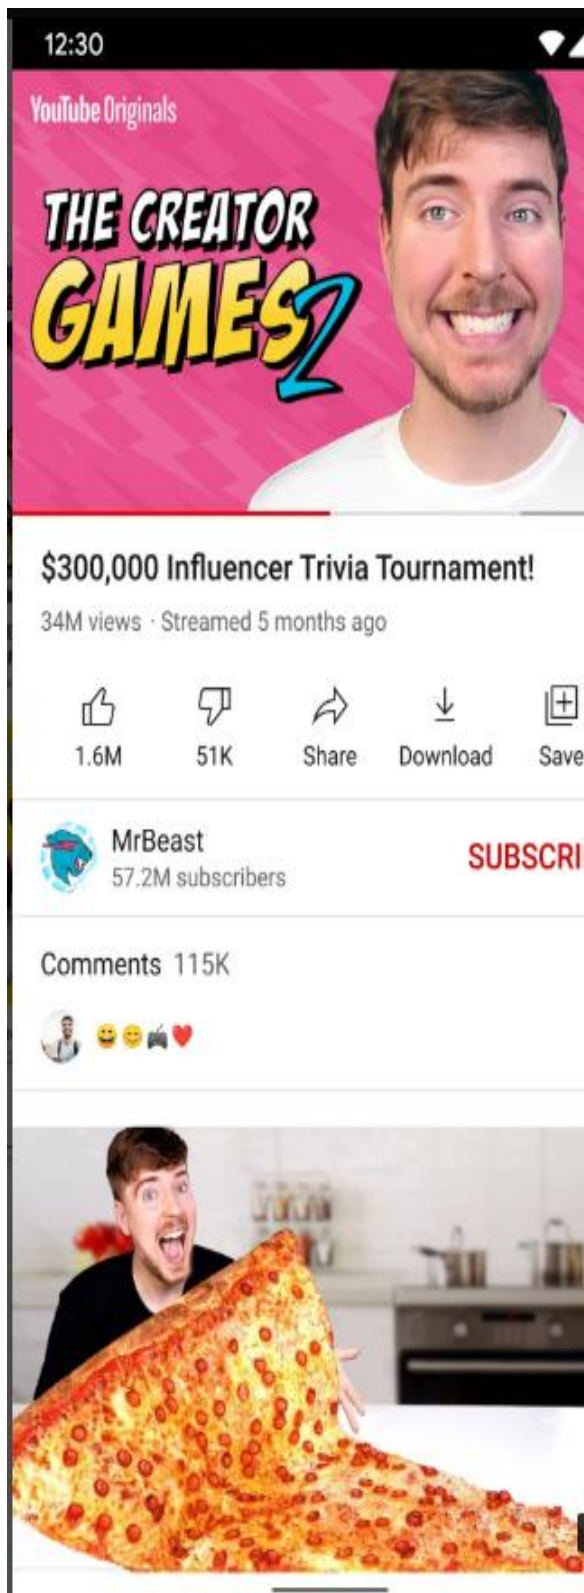 12:30
YouTube Originals
THE CREATOR
GAMES 2
$300,000 Influencer Trivia Tournament!
34M views · Streamed 5 months ago
1.6M 51K Share Download Save
MrBeast
57.2M subscribers
SUBSCRI
Comments 115K